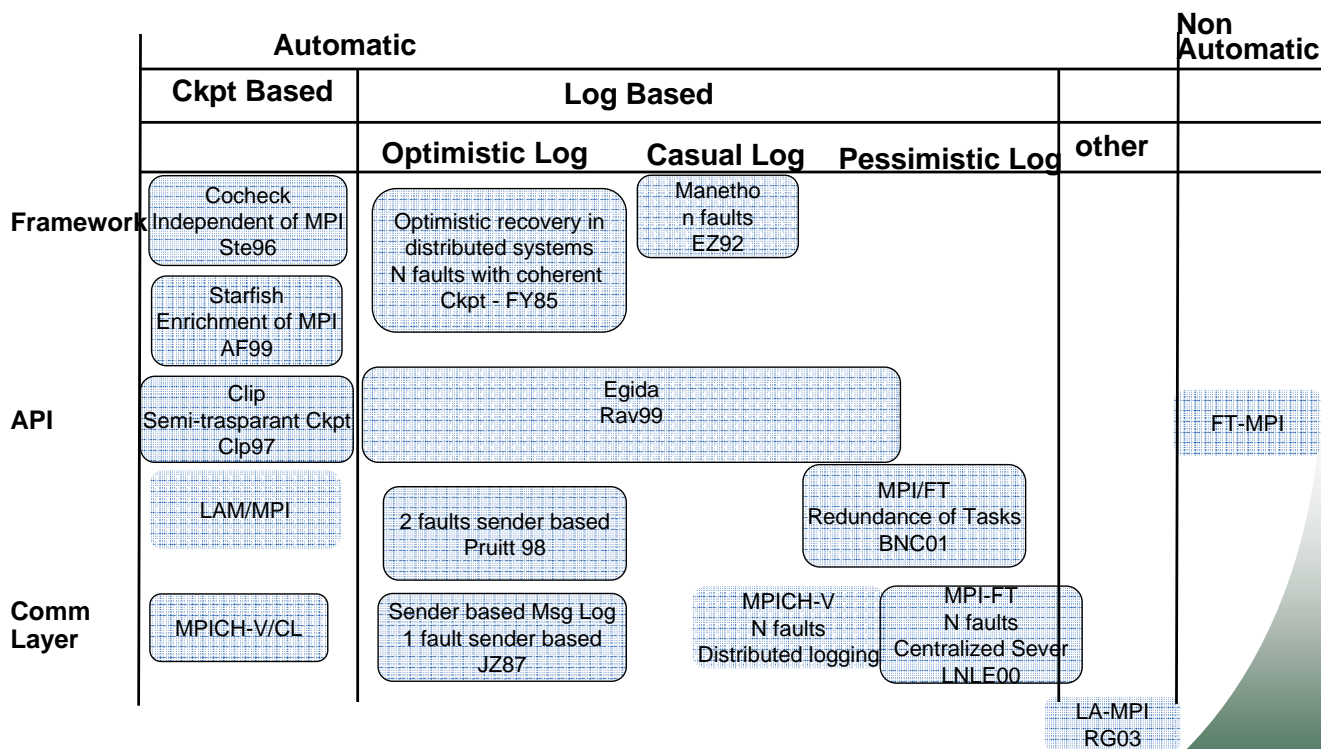 Automatic
Non
Automatic
Ckpt Based
Log Based
Optimistic Log
Casual Log
Pessimistic Log
other
Framework
Cocheck
Independent of MPI
Ste96
Optimistic recovery in
distributed systems
N faults with coherent
Ckpt - FY85
Manetho
n faults
EZ92
Starfish
Enrichment of MPI
AF99
API
Clip
Semi-trasparant Ckpt
Clp97
Egida
Rav99
FT-MPI
LAM/MPI
2 faults sender based
Pruitt 98
MPI/FT
Redundance of Tasks
BNC01
Comm
Layer
MPICH-V/CL
Sender based Msg Log
1 fault sender based
JZ87
MPICH-V
N faults
Distributed logging
MPI-FT
N faults
Centralized Sever
LNLE00
LA-MPI
RG03